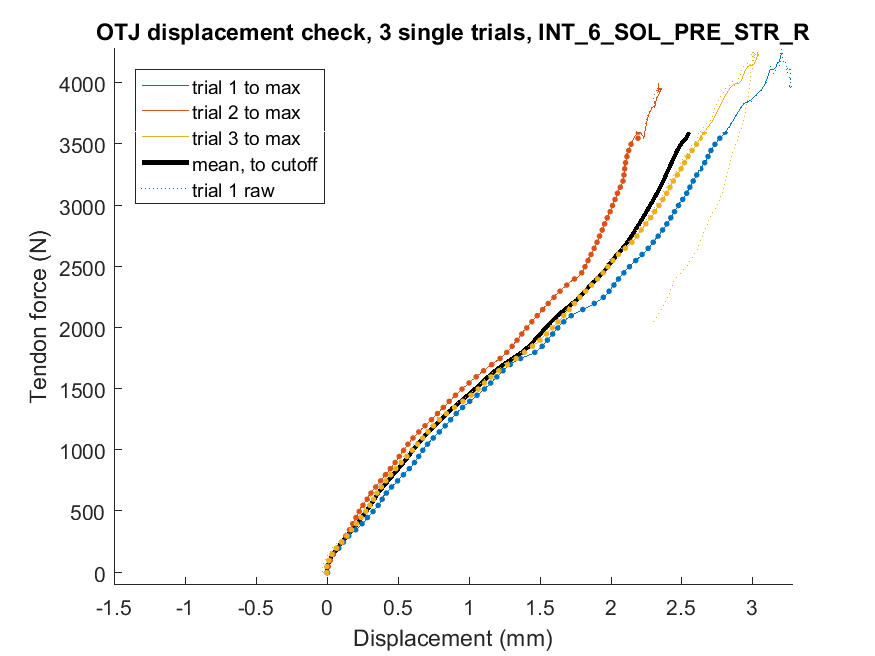 OTJ displacement check, 3 single trials, INT_6_SOL_PRE_STR_R
trial 1 to max
trial 2 to max
trial 3 to max
mean, to cutoff
trial 1 raw
4000
3500
3000
2500
2000
1500
1000
500
0
Tendon force (N)
-1.5
-1
-0.5
0
0.5
1
1.5
2
2.5
3
Displacement (mm)